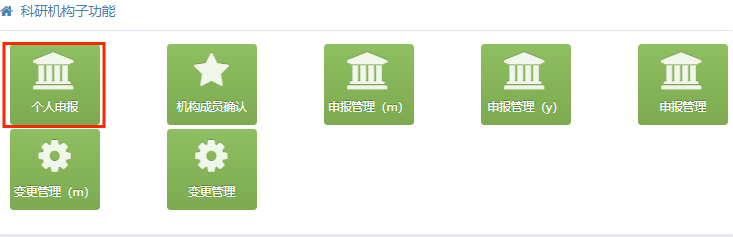 科研机构子功能
个人申报
机构成员确认
申报管理（m）
申报管理（y）
申报管理
变更管理（m）
变更管理